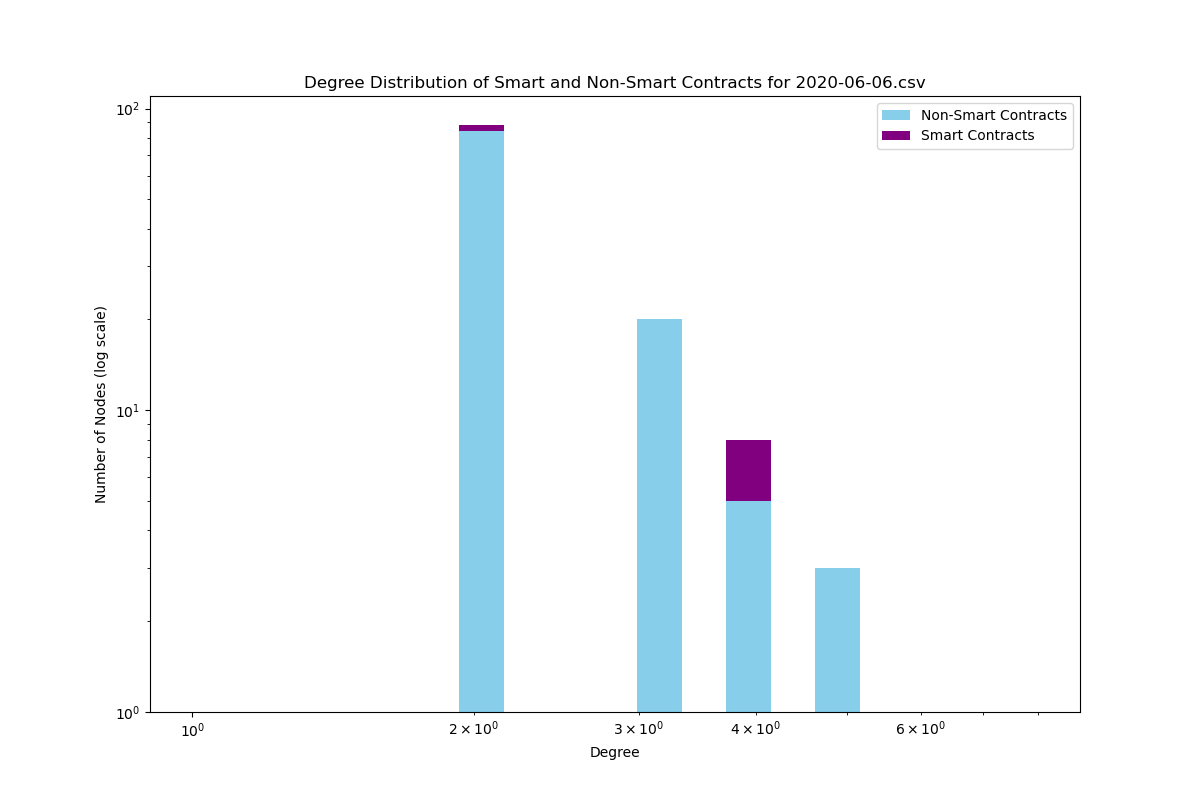 Degree Distribution of Smart and Non-Smart Contracts for 2020-06-06.csv
Non-Smart Contracts
Smart Contracts
10²
10¹
10⁰
Number of Nodes (log scale)
10⁰
2 × 10⁰
3 × 10⁰
4 × 10⁰
6 × 10⁰
Degree